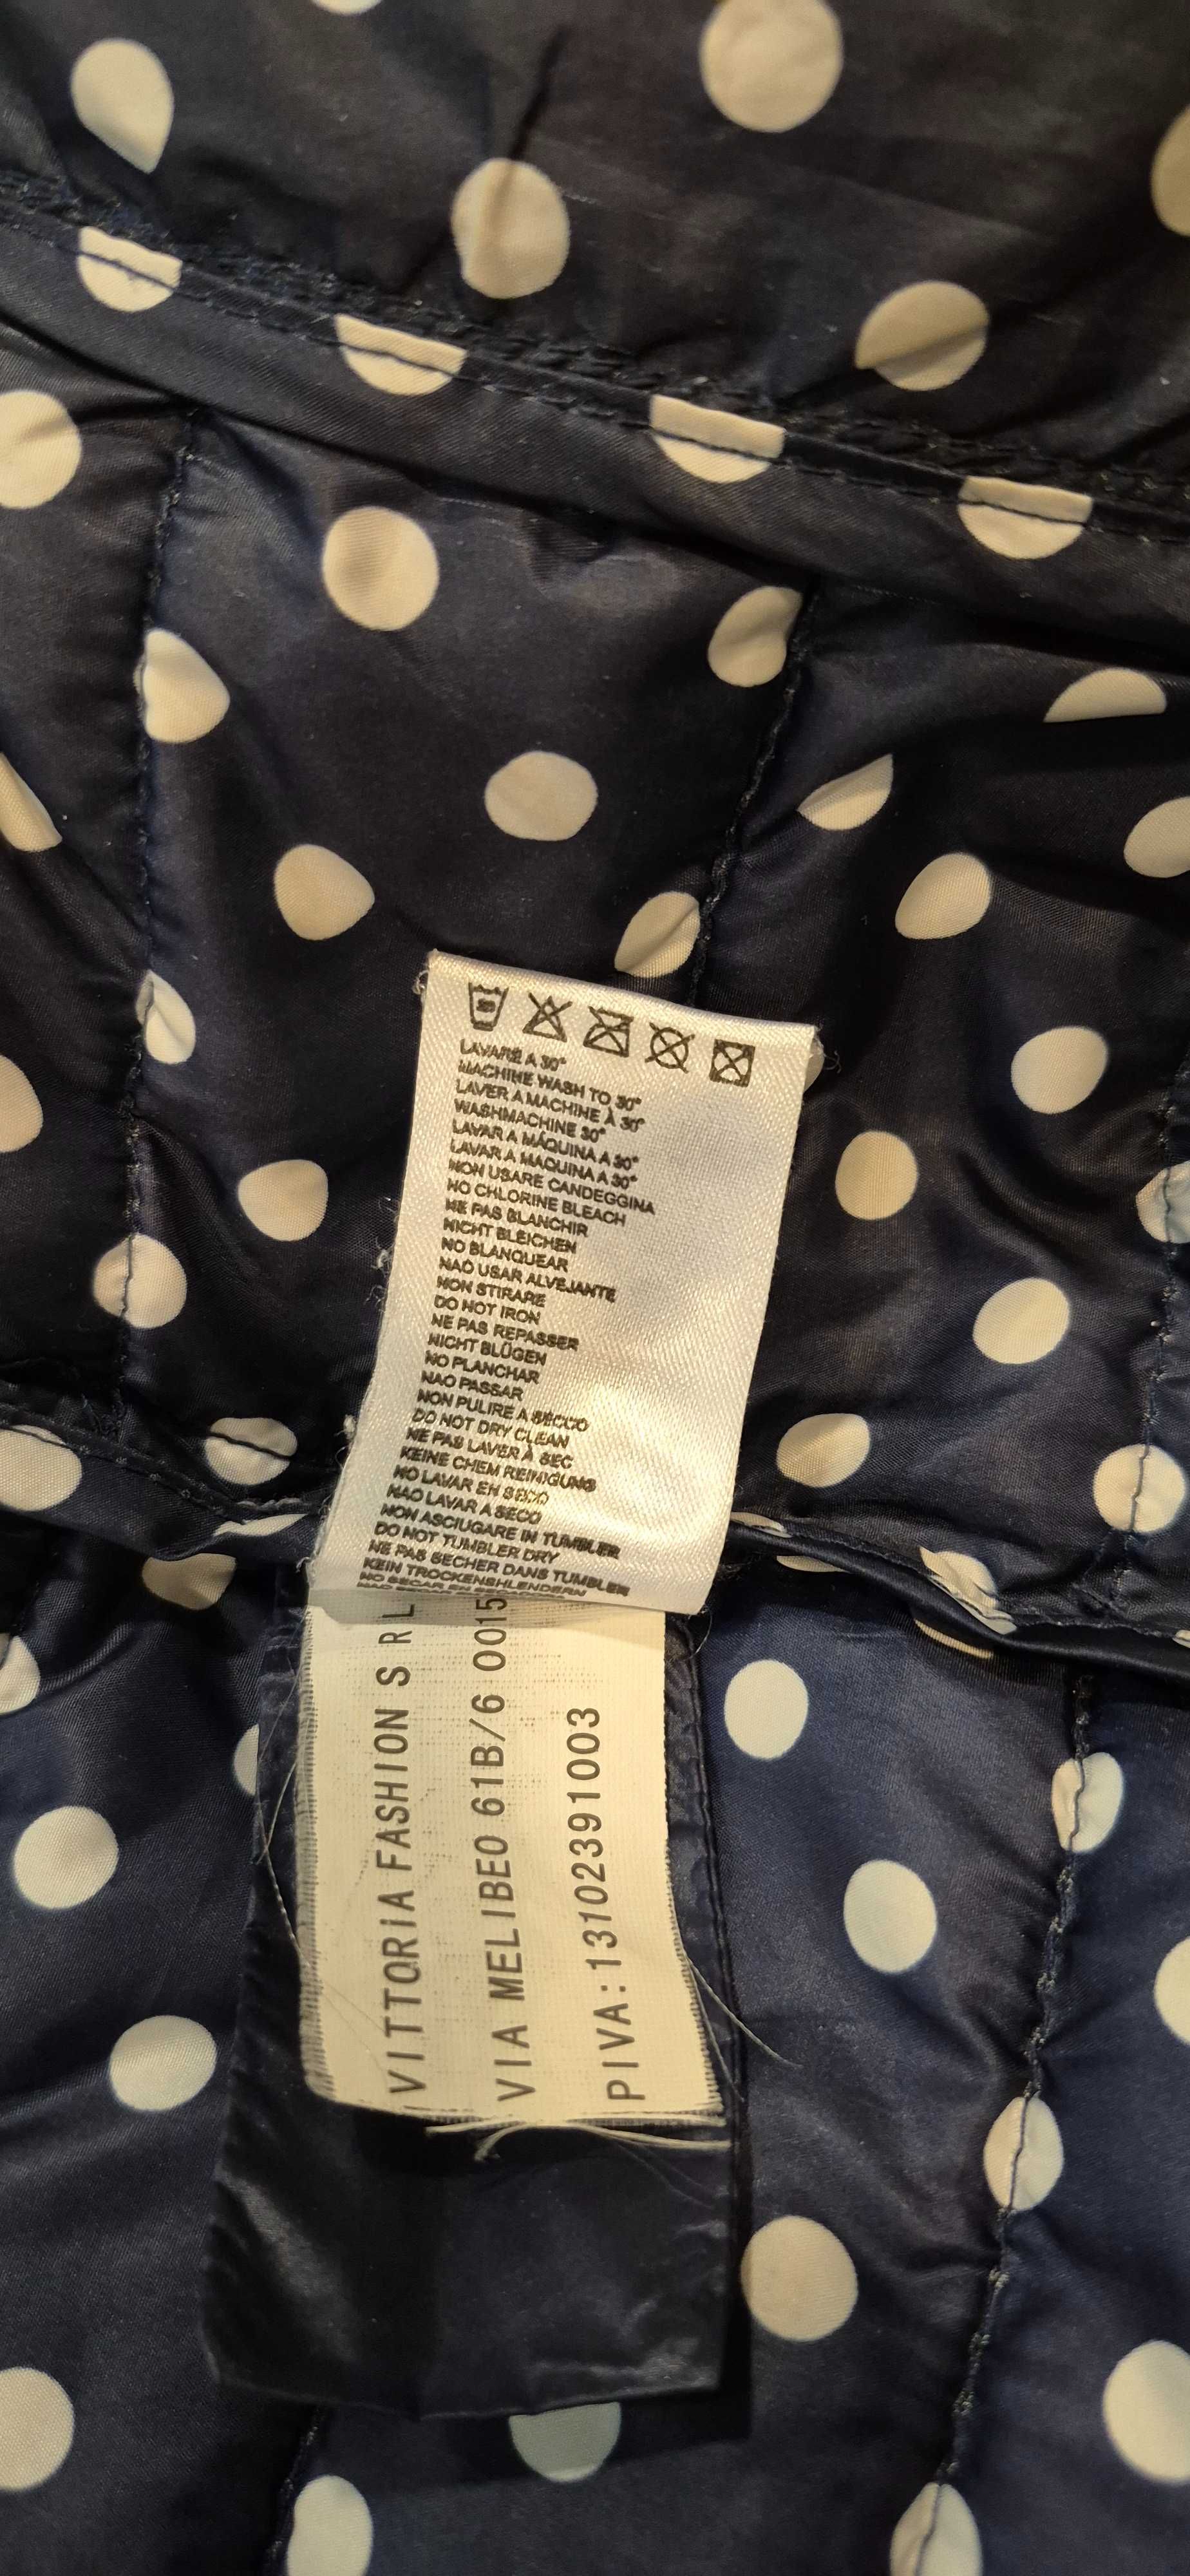 30
LAVARE A 30°
MACHINE WASH TO 30°
LAVER A MACHINE À 30°
WASHMACHINE 30°
LAVAR A MÁQUINA A 30°
LAVAR A MAQUINA A 30°
NON USARE CANDEGGINA
NO CHLORINE BLEACH
NE PAS BLANCHIR
NICHT BLEICHEN
NO BLANQUEAR
NAO USAR ALVEJANTE
NON STIRARE
DO NOT IRON
NE PAS REPASSER
NICHT BLÜGEN
NO PLANCHAR
NAO PASSAR
NON PULIRE A SECCO
DO NOT DRY CLEAN
NE PAS LAVER À SEC
KEINE CHEM REINIGUNG
NO LAVAR EN SECO
NAO LAVAR A SECO
NON ASCIUGARE IN TUMBLER
DO NOT TUMBLER DRY
NE PAS SECHER DANS TUMBLER
KEIN TROCKENSHLENDERN
NO SECAR EN
VITTORIA FASHION S R L
VIA MELIBEO 61B/6 0015
PIVA:13102391003